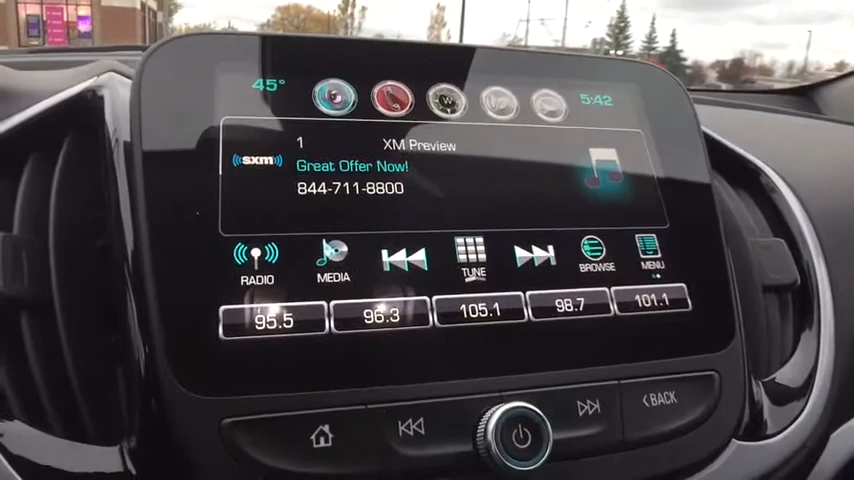 45° 5:42
1 XM Preview
sxm Great Offer Now!
844-711-8800
RADIO MEDIA TUNE BROWSE MENU
95.5 96.3 105.1 98.7 101.1
BACK